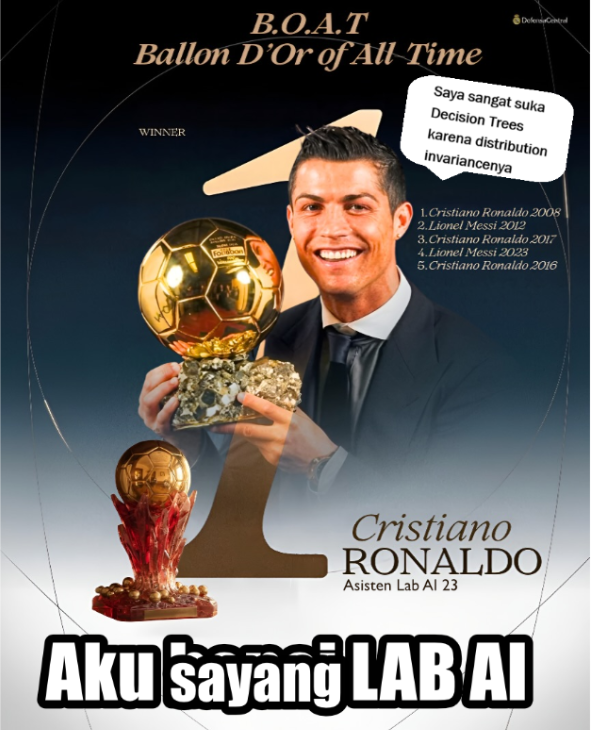 DefensaCentral
B.O.A.T
Ballon D'Or of All Time
WINNER
Saya sangat suka
Decision Trees
karena distribution
invariancenya
1. Cristiano Ronaldo 2008
2. Lionel Messi 2012
3. Cristiano Ronaldo 2017
4. Lionel Messi 2023
5. Cristiano Ronaldo 2016
Cristiano
RONALDO
Asisten Lab AI 23
Aku sayang LAB AI